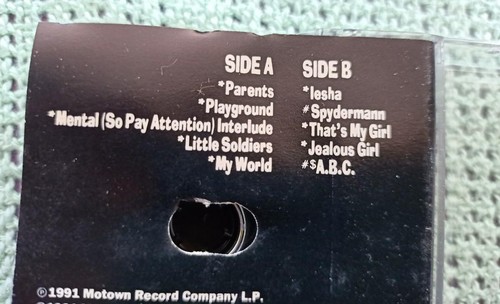 SIDE A
*Parents
*Playground
*Mental (So Pay Attention) Interlude
*Little Soldiers
*My World
SIDE B
*Iesha
#Spydermann
*That's My Girl
*Jealous Girl
#$A.B.C.
℗1991 Motown Record Company L.P.